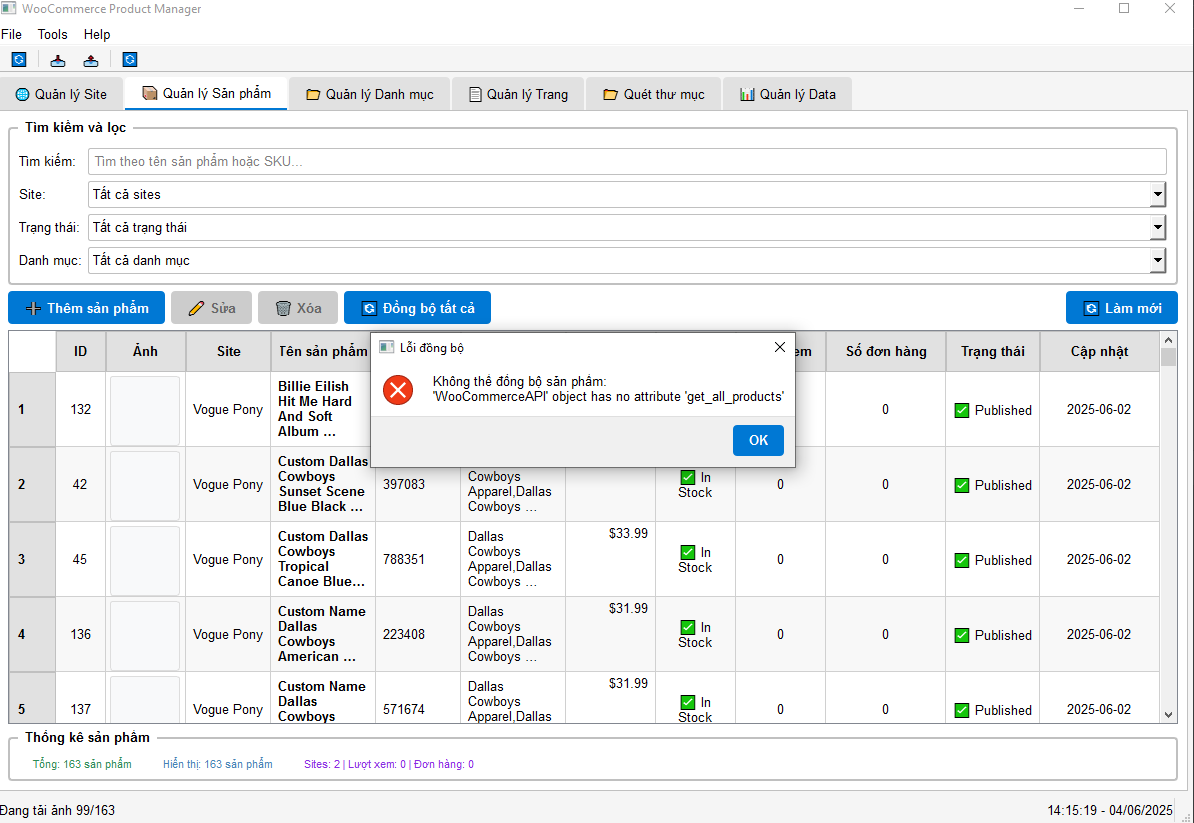 WooCommerce Product Manager
File Tools Help
Quản lý Site
Quản lý Sản phẩm
Quản lý Danh mục
Quản lý Trang
Quét thư mục
Quản lý Data
Tìm kiếm và lọc
Tìm kiếm: Tìm theo tên sản phẩm hoặc SKU...
Site: Tất cả sites
Trạng thái: Tất cả trạng thái
Danh mục: Tất cả danh mục
Thêm sản phẩm
Sửa
Xóa
Đồng bộ tất cả
Làm mới
ID Ảnh Site Tên sản phẩm em Số đơn hàng Trạng thái Cập nhật
Lỗi đồng bộ
Không thể đồng bộ sản phẩm:
'WooCommerceAPI' object has no attribute 'get_all_products'
OK
1 132 Vogue Pony
Billie Eilish
Hit Me Hard
And Soft
Album ...
0 Published 2025-06-02
2 42 Vogue Pony
Custom Dallas
Cowboys
Sunset Scene
Blue Black ...
397083
Cowboys
Apparel,Dallas
Cowboys ...
In
Stock
0 0 Published 2025-06-02
3 45 Vogue Pony
Custom Dallas
Cowboys
Tropical
Canoe Blue...
788351
Dallas
Cowboys
Apparel,Dallas
Cowboys ...
$33.99
In
Stock
0 0 Published 2025-06-02
4 136 Vogue Pony
Custom Name
Dallas
Cowboys
American ...
223408
Dallas
Cowboys
Apparel,Dallas
Cowboys ...
$31.99
In
Stock
0 0 Published 2025-06-02
5 137 Vogue Pony
Custom Name
Dallas
Cowboys
571674
Dallas
Cowboys
Apparel,Dallas
$31.99
In
Stock
0 0 Published 2025-06-02
Thống kê sản phẩm
Tổng: 163 sản phẩm
Hiển thị: 163 sản phẩm
Sites: 2 | Lượt xem: 0 | Đơn hàng: 0
Đang tải ảnh 99/163
14:15:19 - 04/06/2025